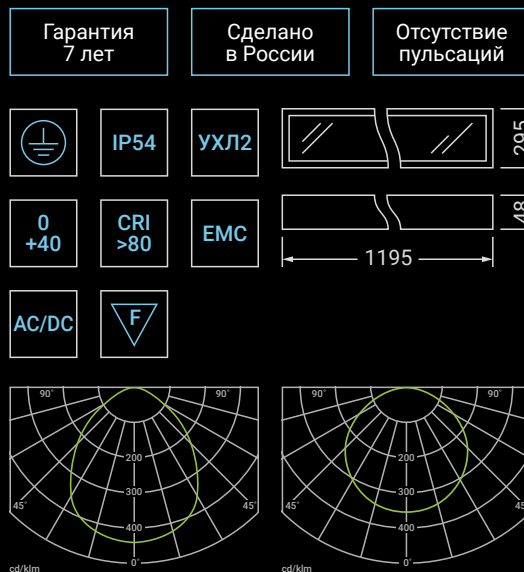 Гарантия
7 лет
Сделано
в России
Отсутствие
пульсаций
IP54
УХЛ2
295
0
+40
CRI
>80
EMC
48
1195
AC/DC
F
90°
90°
200
300
400
45°
45°
0°
cd/klm
90°
90°
200
300
400
45°
45°
0°
cd/klm